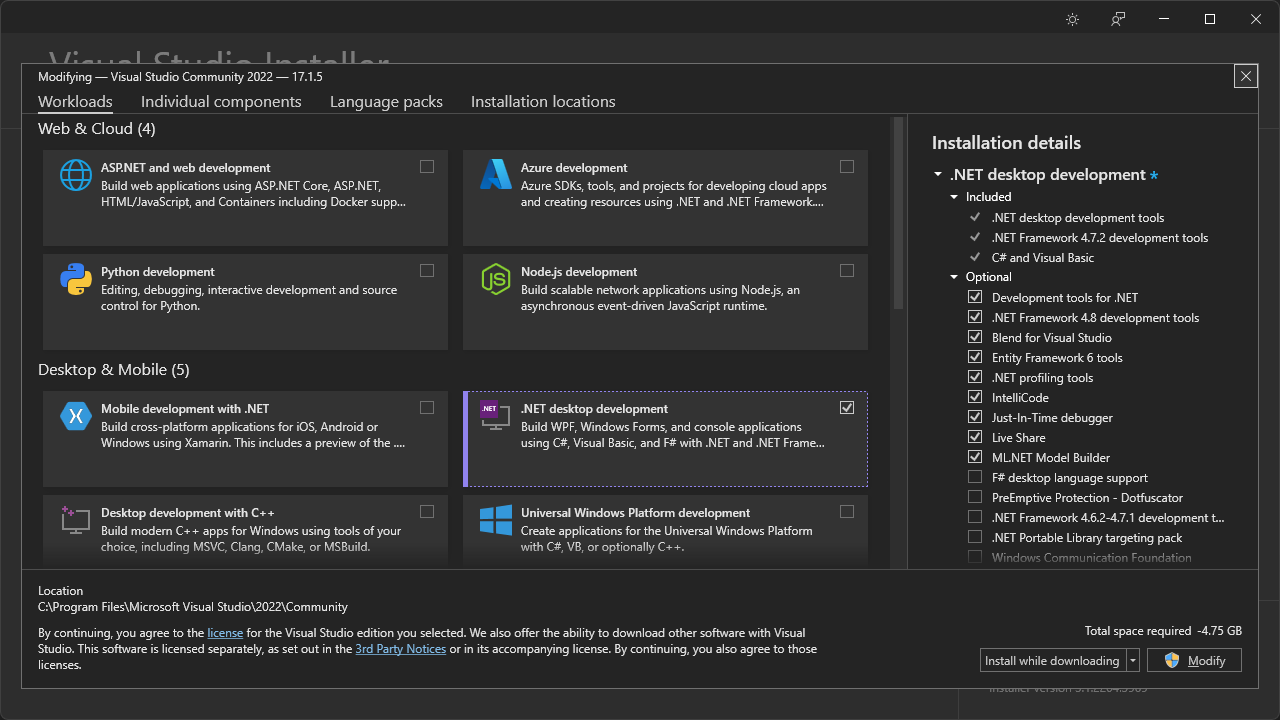 Visual Studio Installer
Modifying — Visual Studio Community 2022 — 17.1.5
Workloads
Individual components
Language packs
Installation locations
Web & Cloud (4)
ASP.NET and web development
Build web applications using ASP.NET Core, ASP.NET,
HTML/JavaScript, and Containers including Docker supp...
Azure development
Azure SDKs, tools, and projects for developing cloud apps
and creating resources using .NET and .NET Framework....
Python development
Editing, debugging, interactive development and source
control for Python.
JS
Node.js development
Build scalable network applications using Node.js, an
asynchronous event-driven JavaScript runtime.
Desktop & Mobile (5)
Mobile development with .NET
Build cross-platform applications for iOS, Android or
Windows using Xamarin. This includes a preview of the ....
.NET
.NET desktop development
Build WPF, Windows Forms, and console applications
using C#, Visual Basic, and F# with .NET and .NET Frame...
Desktop development with C++
Build modern C++ apps for Windows using tools of your
choice, including MSVC, Clang, CMake, or MSBuild.
Universal Windows Platform development
Create applications for the Universal Windows Platform
with C#, VB, or optionally C++.
Installation details
.NET desktop development *
Included
.NET desktop development tools
.NET Framework 4.7.2 development tools
C# and Visual Basic
Optional
Development tools for .NET
.NET Framework 4.8 development tools
Blend for Visual Studio
Entity Framework 6 tools
.NET profiling tools
IntelliCode
Just-In-Time debugger
Live Share
ML.NET Model Builder
F# desktop language support
PreEmptive Protection - Dotfuscator
.NET Framework 4.6.2-4.7.1 development t...
.NET Portable Library targeting pack
Windows Communication Foundation
Location
C:\Program Files\Microsoft Visual Studio\2022\Community
By continuing, you agree to the license for the Visual Studio edition you selected. We also offer the ability to download other software with Visual
Studio. This software is licensed separately, as set out in the 3rd Party Notices or in its accompanying license. By continuing, you also agree to those
licenses.
Total space required -4.75 GB
Install while downloading
Modify
Installer version